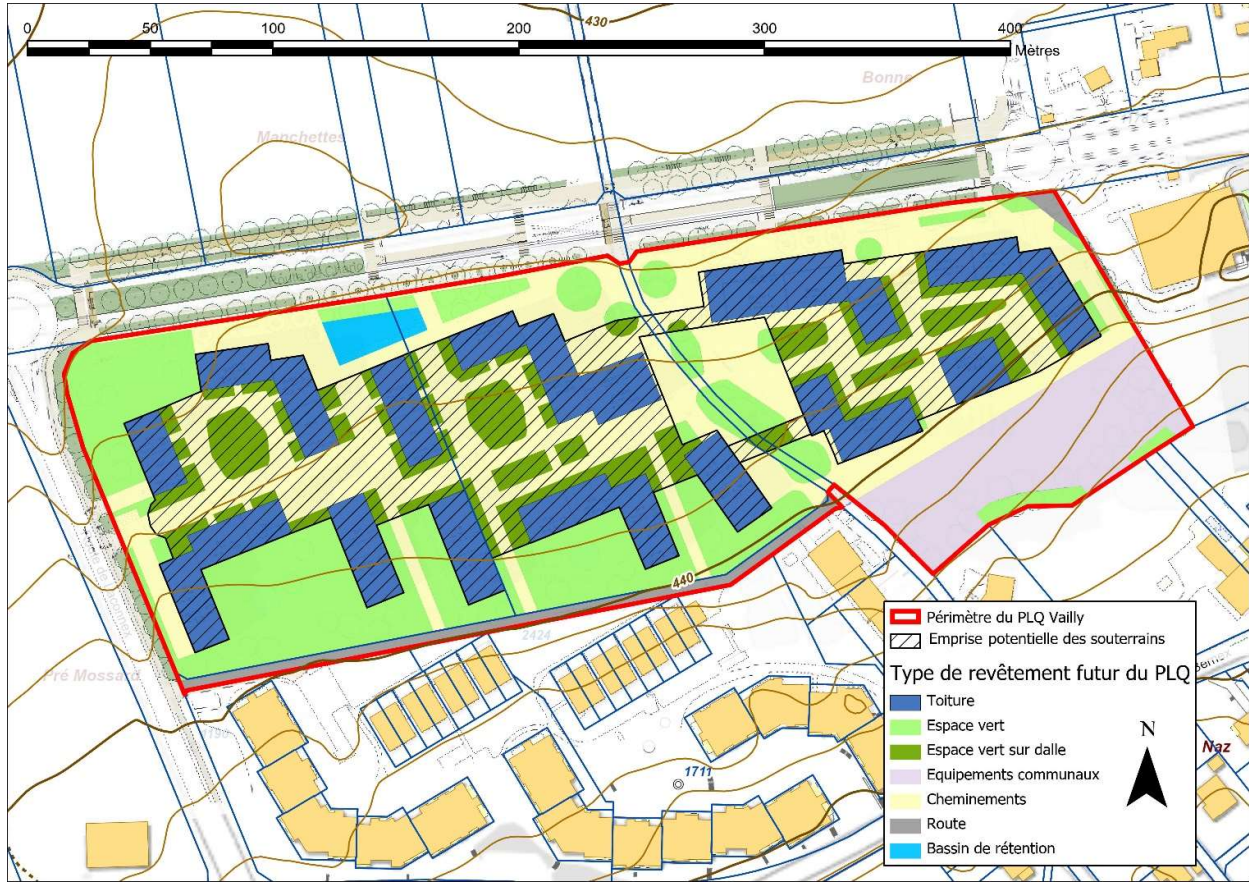 0 50 100 200 300 400
Mètres
430
Bonne
Manchettes
440
2424
Pré Mossard
1190
1711
Naz
Périmètre du PLQ Vailly
Emprise potentielle des souterrains
Type de revêtement futur du PLQ
Toiture
Espace vert
Espace vert sur dalle
Equipements communaux
Cheminements
Route
Bassin de rétention
N